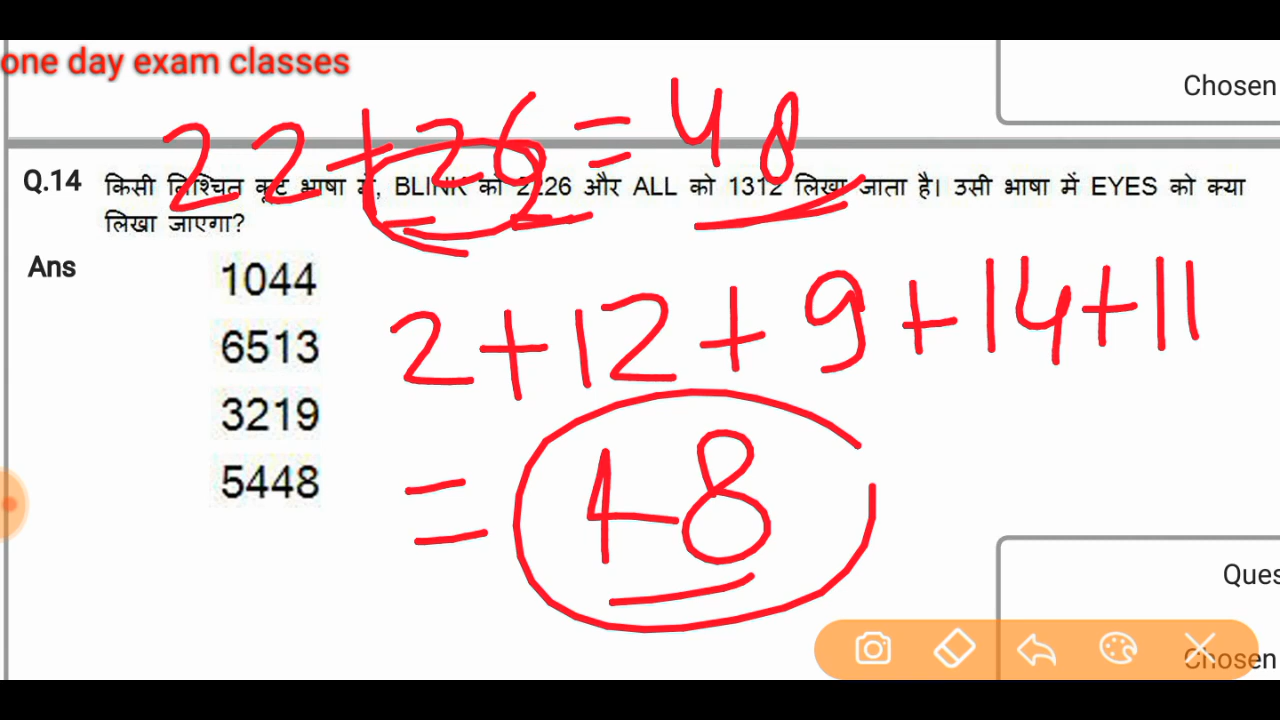 one day exam classes
Chosen
22+26=48
Q.14 किसी निश्चित कूट भाषा में, BLINK को 2226 और ALL को 1312 लिखा जाता है। उसी भाषा में EYES को क्या
लिखा जाएगा?
Ans
1044
6513
3219
5448
2+12+9+14+11
= 48
Ques
Chosen